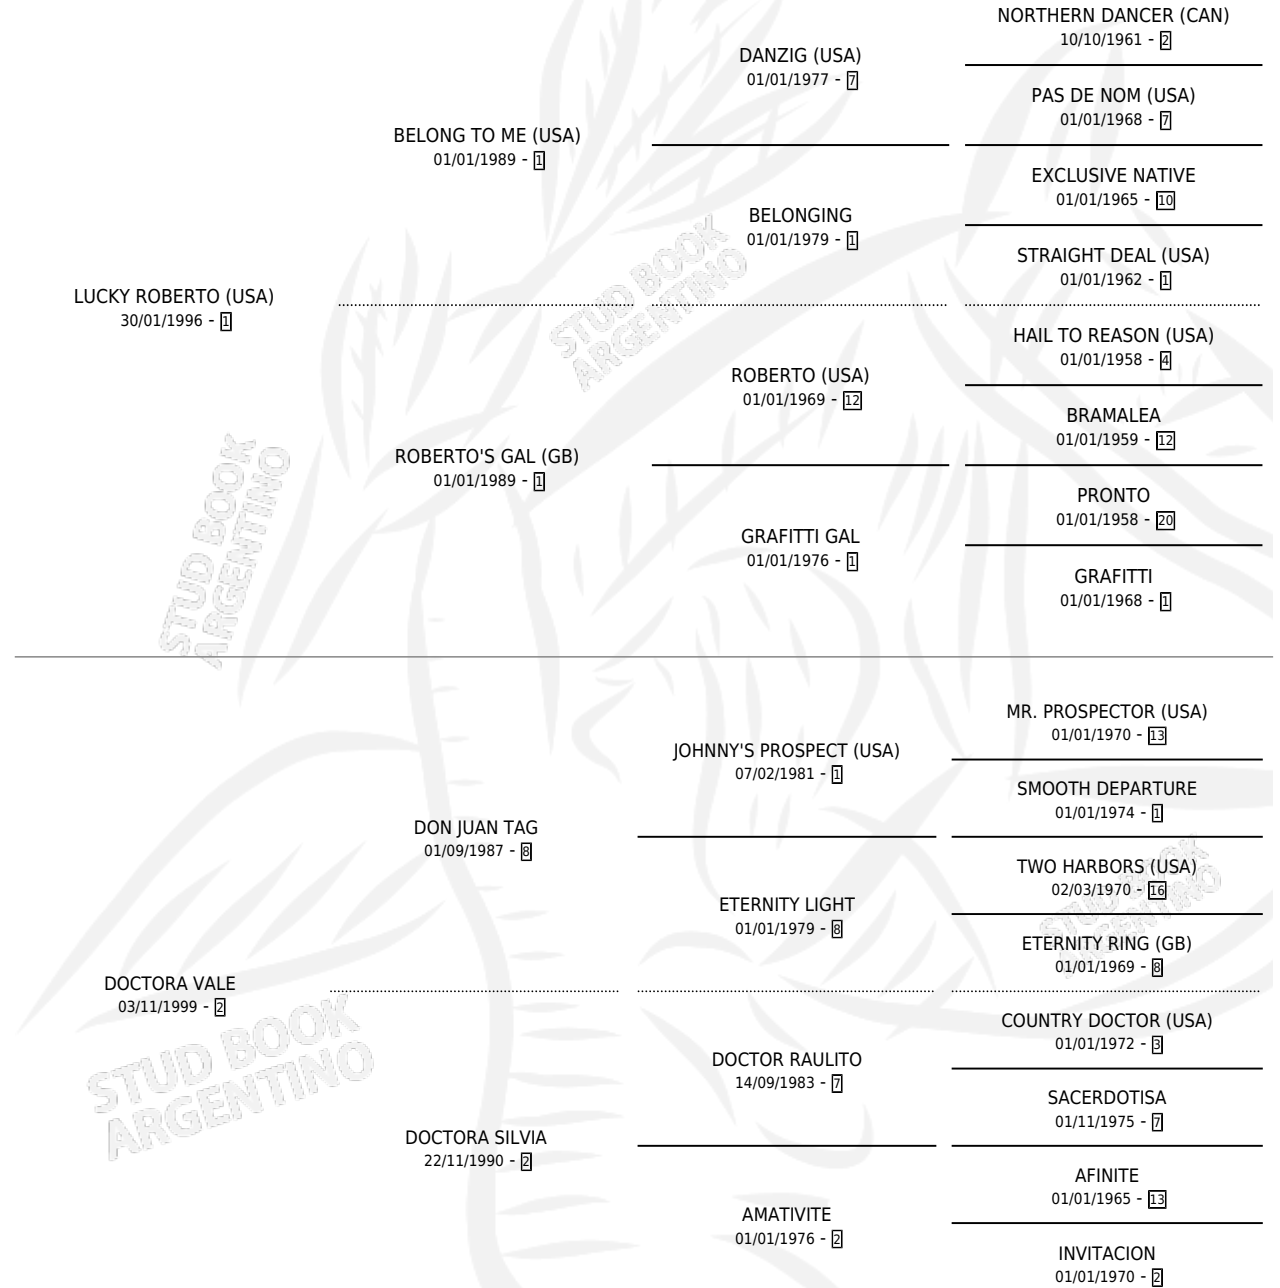 NORTHERN DANCER (CAN)
10/10/1961 - 2
DANZIG (USA)
01/01/1977 - 7
PAS DE NOM (USA)
01/01/1968 - 7
BELONG TO ME (USA)
01/01/1989 - 1
EXCLUSIVE NATIVE
01/01/1965 - 10
BELONGING
01/01/1979 - 1
STRAIGHT DEAL (USA)
01/01/1962 - 1
LUCKY ROBERTO (USA)
30/01/1996 - 1
HAIL TO REASON (USA)
01/01/1958 - 4
ROBERTO (USA)
01/01/1969 - 12
BRAMALEA
01/01/1959 - 12
ROBERTO'S GAL (GB)
01/01/1989 - 1
PRONTO
01/01/1958 - 20
GRAFITTI GAL
01/01/1976 - 1
GRAFITTI
01/01/1968 - 1
STUD BOOK
ARGENTINO
STUD BOOK
ARGENTINO
MR. PROSPECTOR (USA)
01/01/1970 - 13
JOHNNY'S PROSPECT (USA)
07/02/1981 - 1
SMOOTH DEPARTURE
01/01/1974 - 1
DON JUAN TAG
01/09/1987 - 8
TWO HARBORS (USA)
02/03/1970 - 16
ETERNITY LIGHT
01/01/1979 - 8
ETERNITY RING (GB)
01/01/1969 - 8
DOCTORA VALE
03/11/1999 - 2
COUNTRY DOCTOR (USA)
01/01/1972 - 3
DOCTOR RAULITO
14/09/1983 - 7
SACERDOTISA
01/11/1975 - 7
DOCTORA SILVIA
22/11/1990 - 2
AFINITE
01/01/1965 - 13
AMATIVITE
01/01/1976 - 2
INVITACION
01/01/1970 - 2
STUD BOOK
ARGENTINO
STUD BOOK
ARGENTINO